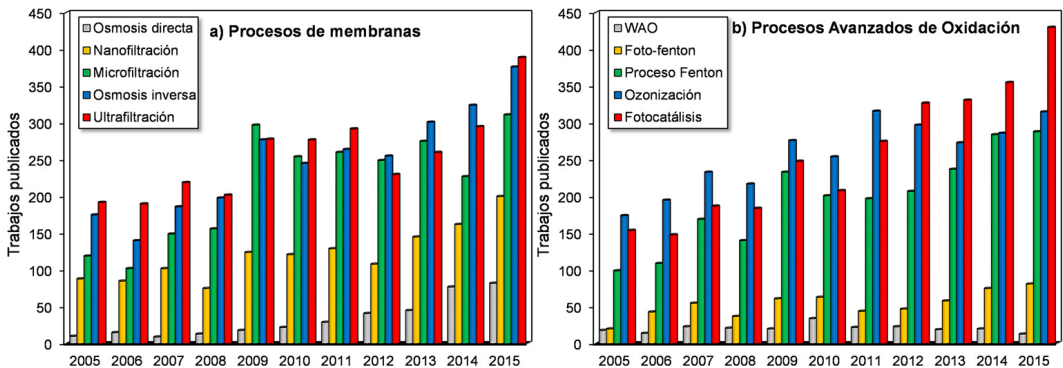 a) Procesos de membranas
Osmosis directa
Nanofiltración
Microfiltración
Osmosis inversa
Ultrafiltración
Trabajos publicados
450
400
350
300
250
200
150
100
50
0
2005 2006 2007 2008 2009 2010 2011 2012 2013 2014 2015
b) Procesos Avanzados de Oxidación
WAO
Foto-fenton
Proceso Fenton
Ozonización
Fotocatálisis
Trabajos publicados
450
400
350
300
250
200
150
100
50
0
2005 2006 2007 2008 2009 2010 2011 2012 2013 2014 2015